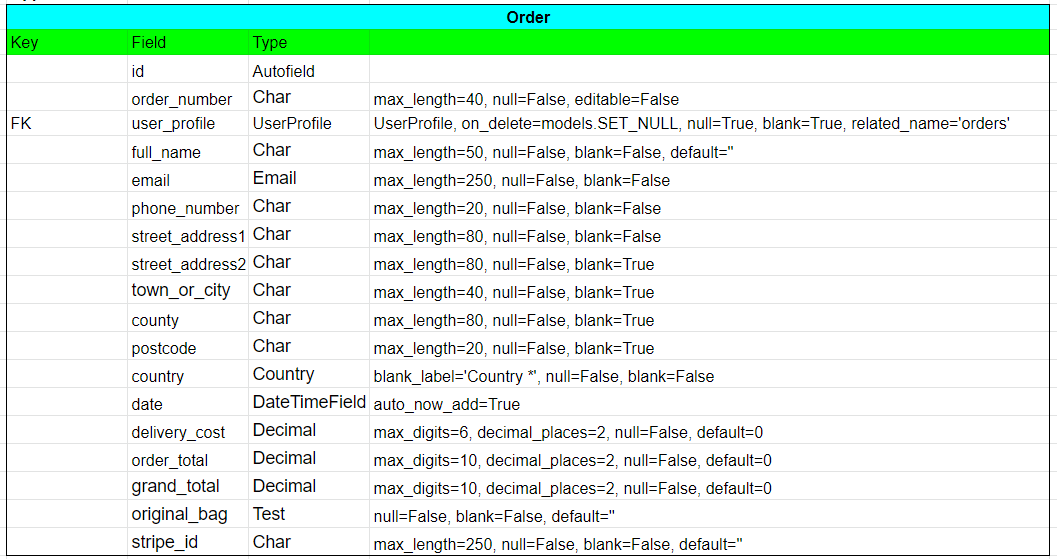 Order
Key Field Type
id Autofield
order_number Char max_length=40, null=False, editable=False
FK user_profile UserProfile UserProfile, on_delete=models.SET_NULL, null=True, blank=True, related_name='orders'
full_name Char max_length=50, null=False, blank=False, default=''
email Email max_length=250, null=False, blank=False
phone_number Char max_length=20, null=False, blank=False
street_address1 Char max_length=80, null=False, blank=False
street_address2 Char max_length=80, null=False, blank=True
town_or_city Char max_length=40, null=False, blank=True
county Char max_length=80, null=False, blank=True
postcode Char max_length=20, null=False, blank=True
country Country blank_label='Country *', null=False, blank=False
date DateTimeField auto_now_add=True
delivery_cost Decimal max_digits=6, decimal_places=2, null=False, default=0
order_total Decimal max_digits=10, decimal_places=2, null=False, default=0
grand_total Decimal max_digits=10, decimal_places=2, null=False, default=0
original_bag Test null=False, blank=False, default=''
stripe_id Char max_length=250, null=False, blank=False, default=''